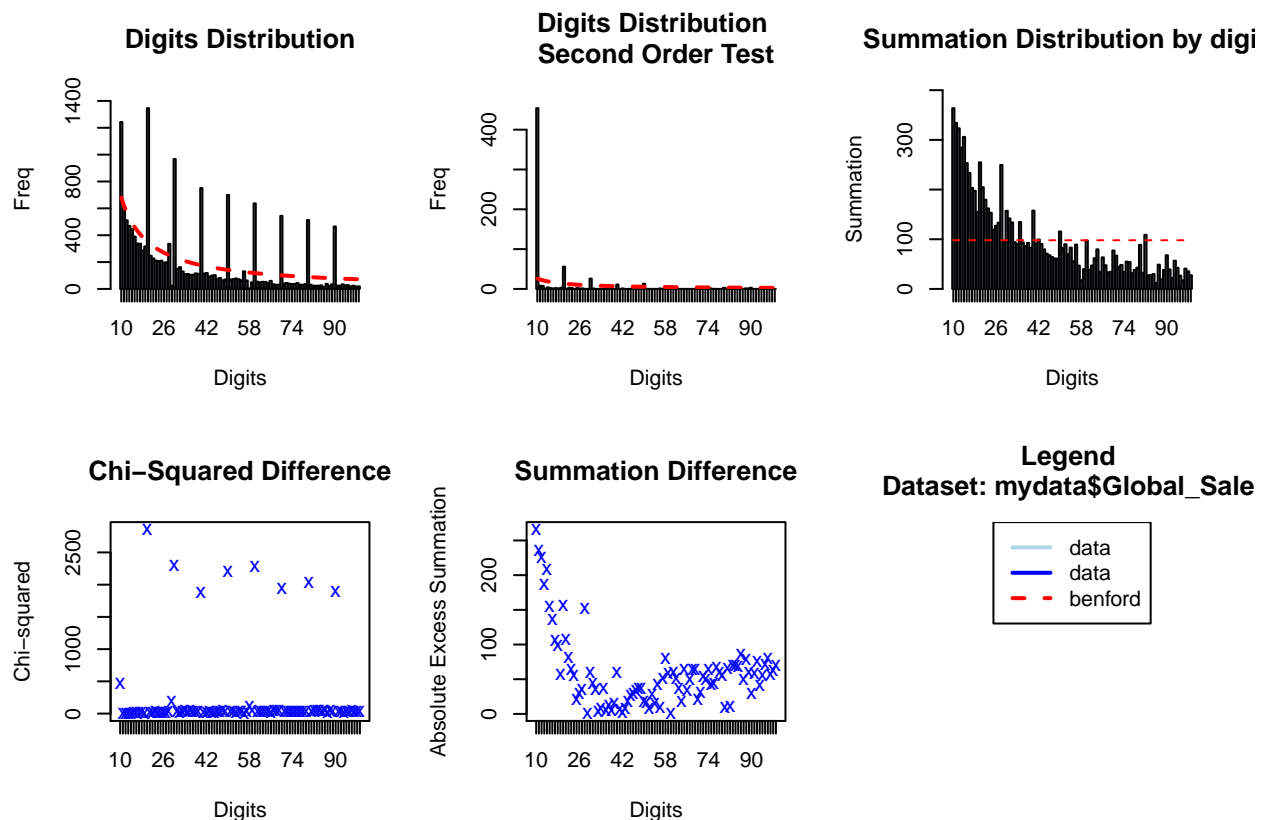 Digits Distribution
Freq
0 400 800 1400
10 26 42 58 74 90
Digits
Digits Distribution
Second Order Test
Freq
0 200 400
10 26 42 58 74 90
Digits
Summation Distribution by digi
Summation
0 100 300
10 26 42 58 74 90
Digits
Chi−Squared Difference
Chi−squared
0 1000 2500
10 26 42 58 74 90
Digits
Summation Difference
Absolute Excess Summation
0 100 200
10 26 42 58 74 90
Digits
Legend
Dataset: mydata$Global_Sale
data
data
benford